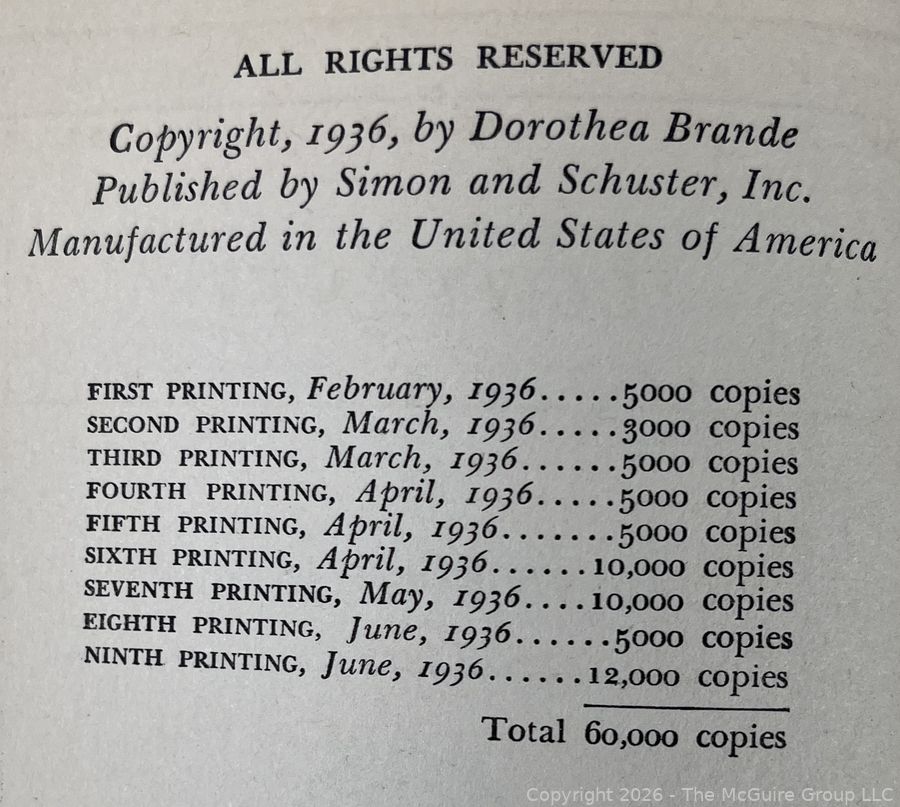 ALL RIGHTS RESERVED
Copyright, 1936, by Dorothea Brande
Published by Simon and Schuster, Inc.
Manufactured in the United States of America
FIRST PRINTING, February, 1936.....5000 copies
SECOND PRINTING, March, 1936.....3000 copies
THIRD PRINTING, March, 1936......5000 copies
FOURTH PRINTING, April, 1936.....5000 copies
FIFTH PRINTING, April, 1936.......5000 copies
SIXTH PRINTING, April, 1936......10,000 copies
SEVENTH PRINTING, May, 1936....10,000 copies
EIGHTH PRINTING, June, 1936......5000 copies
NINTH PRINTING, June, 1936......12,000 copies
Total 60,000 copies
Copyright 2026 - The McGuire Group LLC